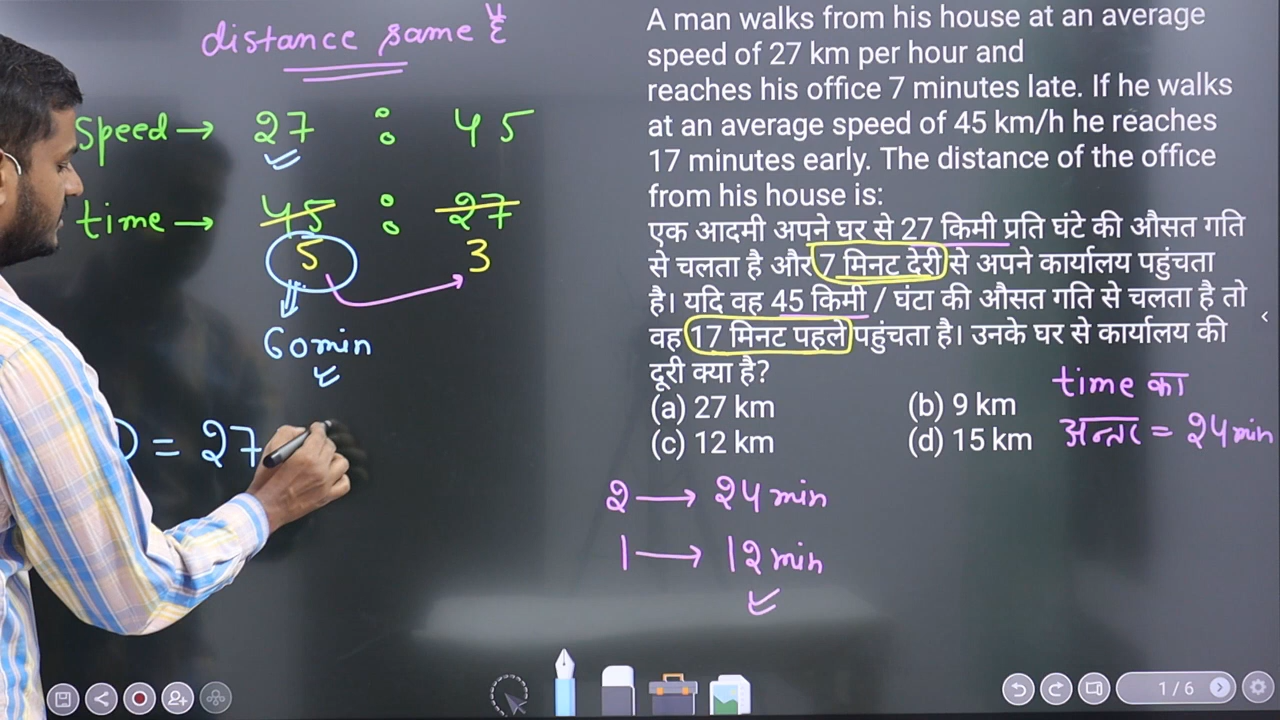 distance same है
Speed → 27 : 45
time → 45 : 27
5 3
60min
D = 27
A man walks from his house at an average
speed of 27 km per hour and
reaches his office 7 minutes late. If he walks
at an average speed of 45 km/h he reaches
17 minutes early. The distance of the office
from his house is:
एक आदमी अपने घर से 27 किमी प्रति घंटे की औसत गति
से चलता है और 7 मिनट देरी से अपने कार्यालय पहुंचता
है। यदि वह 45 किमी / घंटा की औसत गति से चलता है तो
वह 17 मिनट पहले पहुंचता है। उनके घर से कार्यालय की
दूरी क्या है?
(a) 27 km (b) 9 km
(c) 12 km (d) 15 km
time का
अन्तर = 24min
2 → 24 min
1 → 12 min
1 / 6